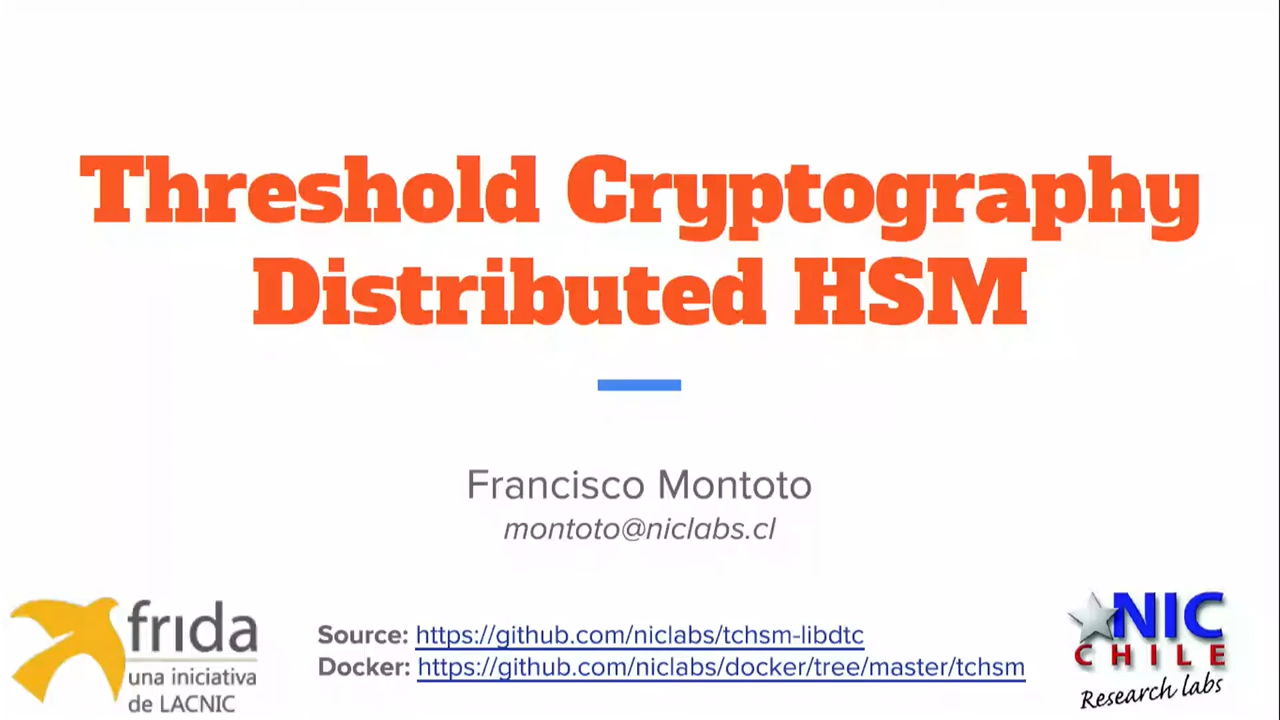 Threshold Cryptography
Distributed HSM
Francisco Montoto
montoto@niclabs.cl
frida
una iniciativa
de LACNIC
Source: https://github.com/niclabs/tchsm-libdtc
Docker: https://github.com/niclabs/docker/tree/master/tchsm
NIC
CHILE
Research labs